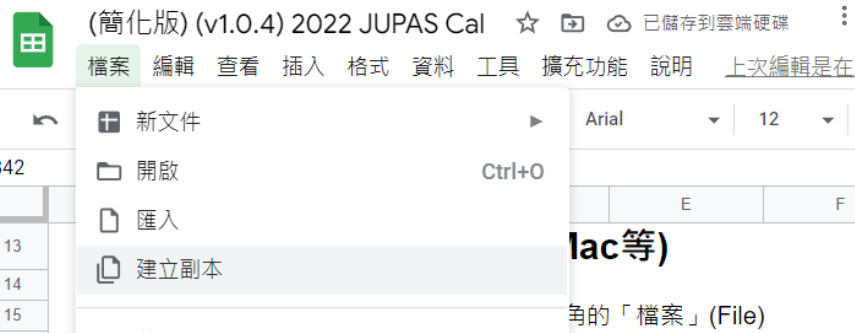 (簡化版) (v1.0.4) 2022 JUPAS Cal 已儲存到雲端硬碟
檔案 編輯 查看 插入 格式 資料 工具 擴充功能 說明 上次編輯是在
新文件 Arial 12
開啟 Ctrl+O
342
匯入
E F
13 Mac等)
建立副本
14
15 角的「檔案」(File)